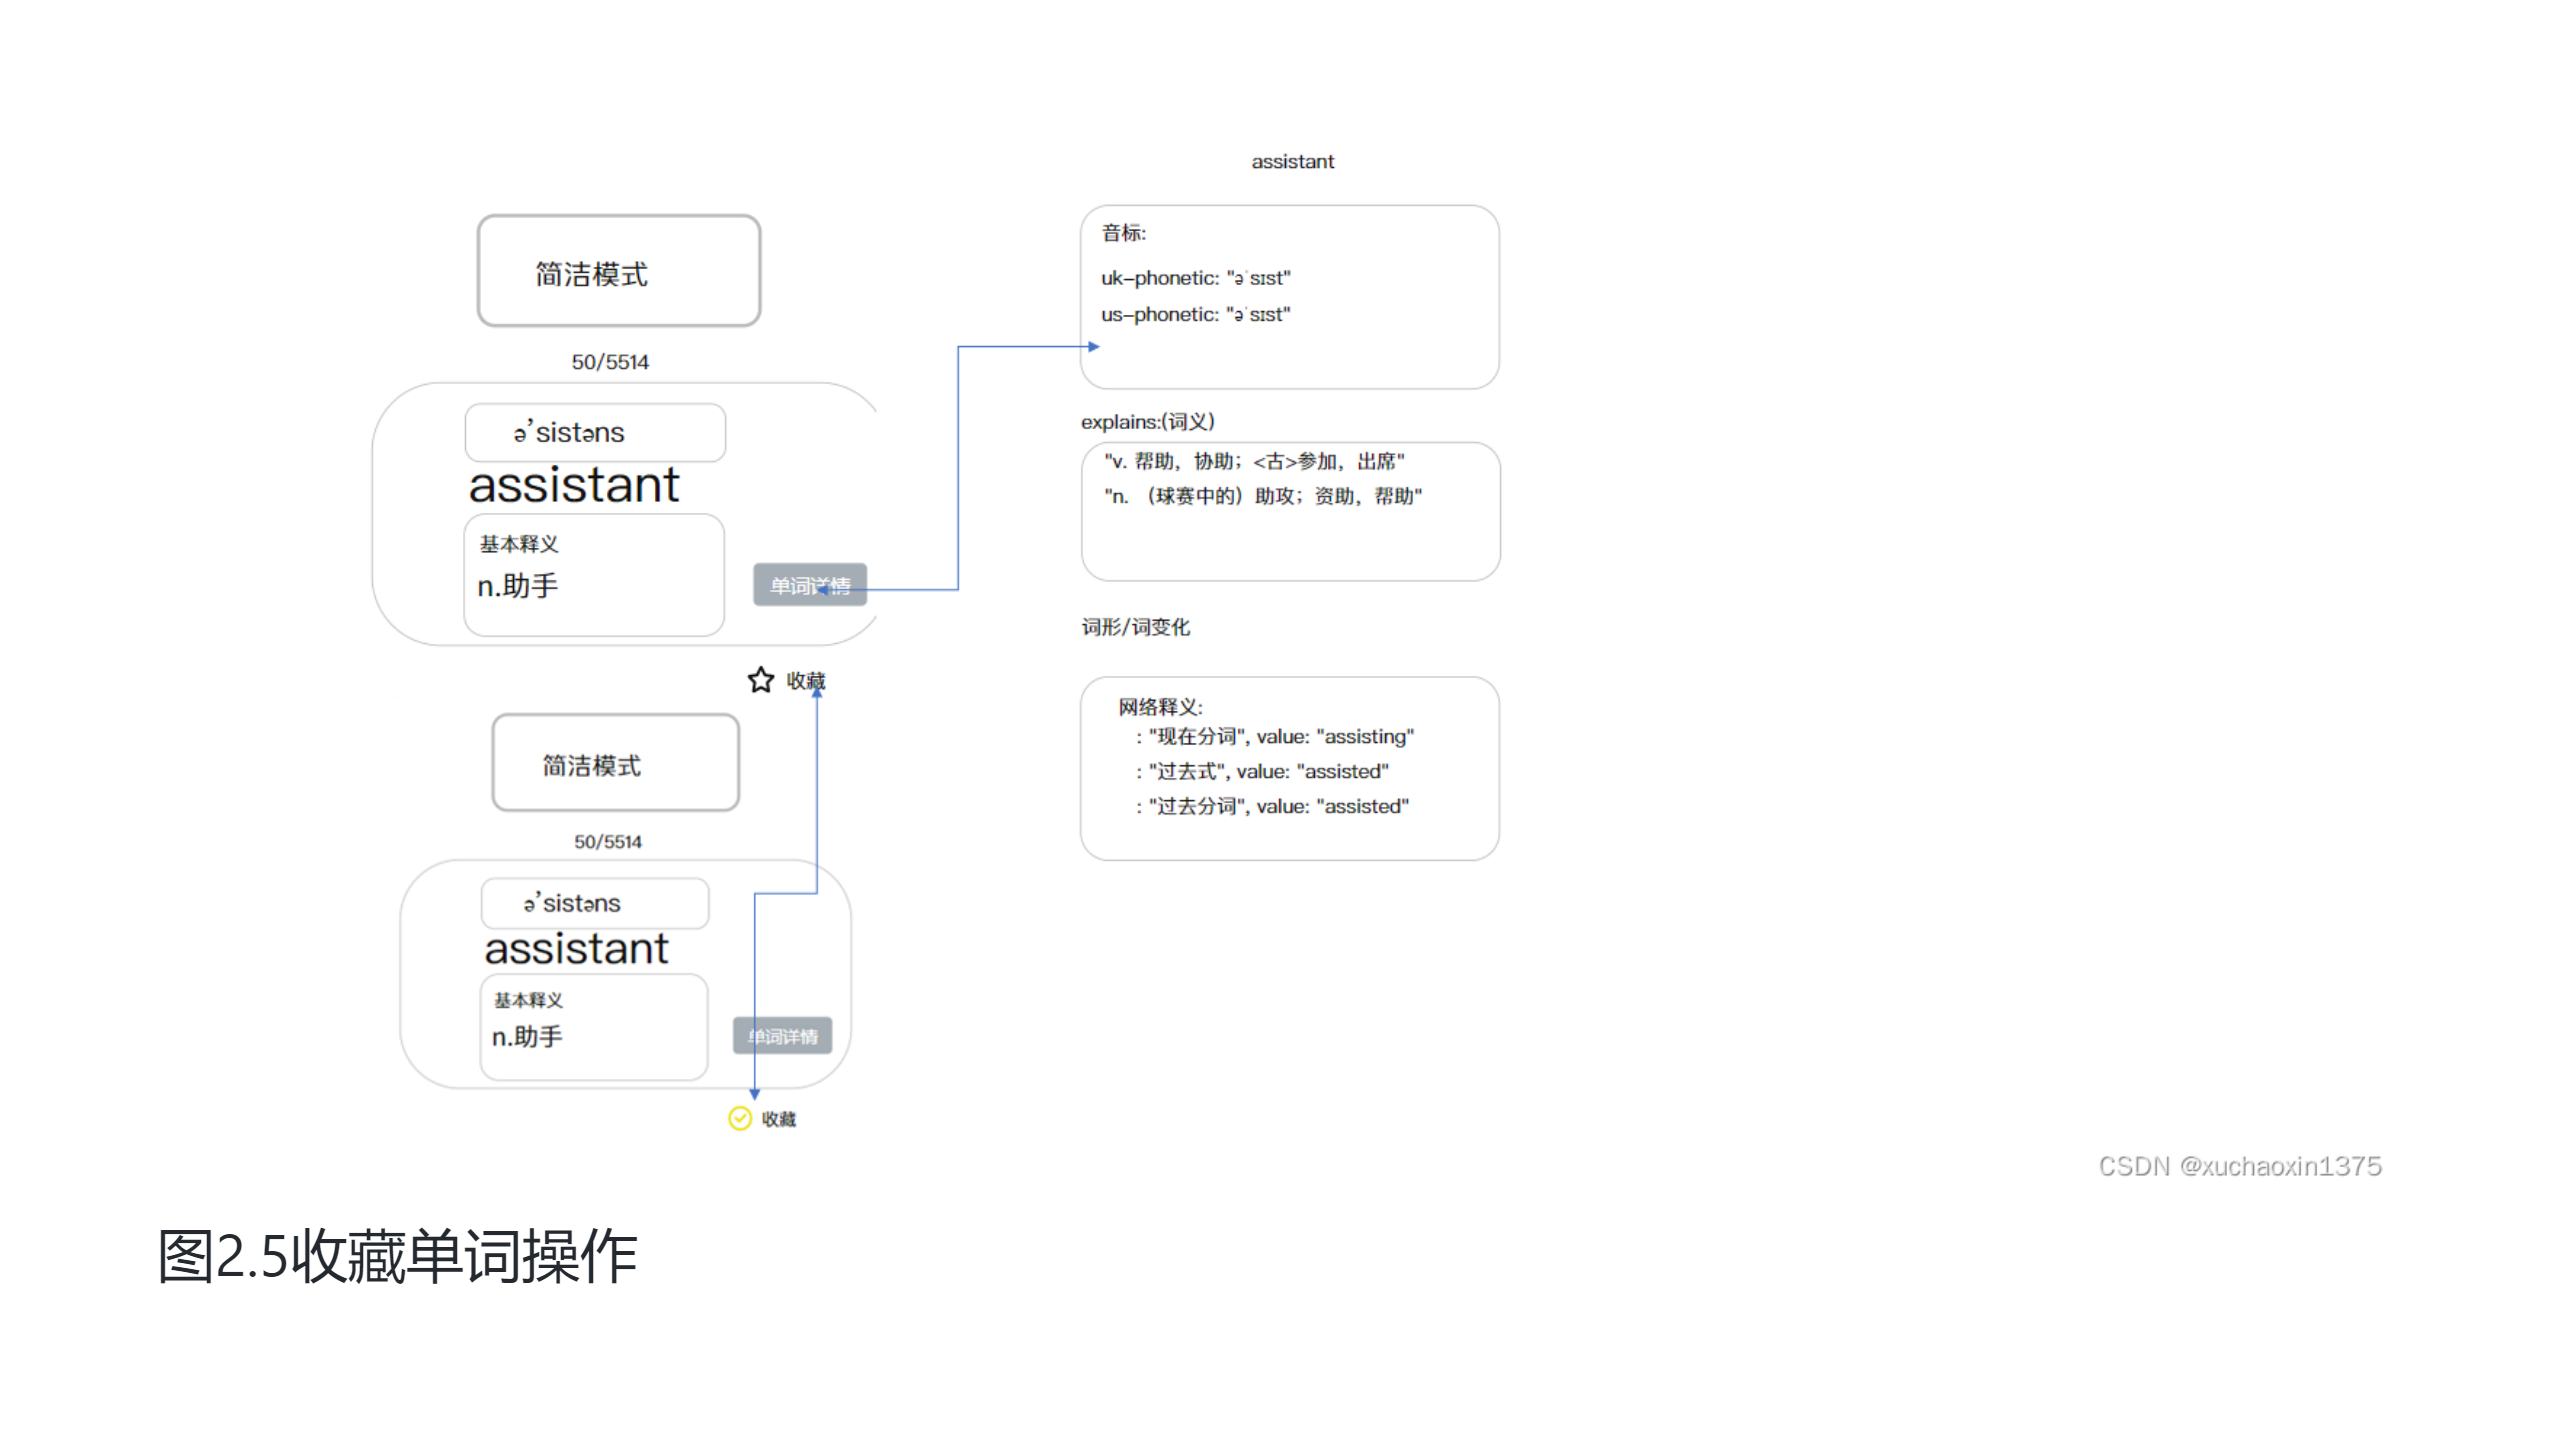 简洁模式
50/5514
ə’sistəns
assistant
基本释义
n.助手
单词详情
收藏
简洁模式
50/5514
ə’sistəns
assistant
基本释义
n.助手
单词详情
收藏
assistant
音标:
uk-phonetic: "əˈsɪst"
us-phonetic: "əˈsɪst"
explains:(词义)
"v. 帮助，协助；<古>参加，出席"
"n. （球赛中的）助攻；资助，帮助"
词形/词变化
网络释义:
: "现在分词", value: "assisting"
: "过去式", value: "assisted"
: "过去分词", value: "assisted"
CSDN @xuchaoxin1375
图2.5收藏单词操作